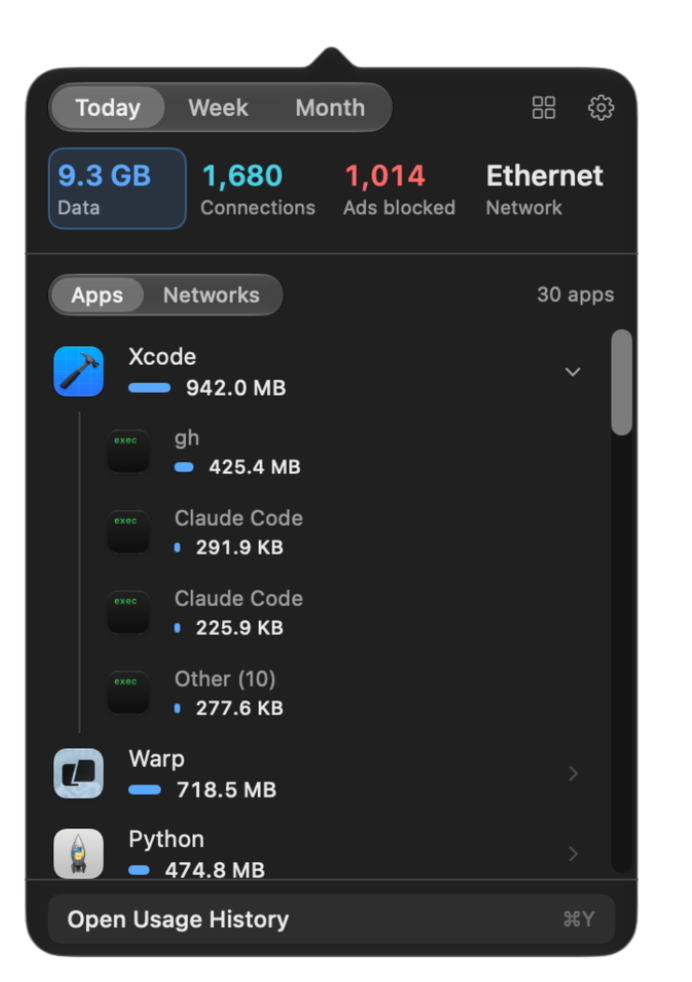 Today Week Month
9.3 GB 1,680 1,014 Ethernet
Data Connections Ads blocked Network
Apps Networks 30 apps
Xcode
942.0 MB
exec gh
425.4 MB
exec Claude Code
291.9 KB
exec Claude Code
225.9 KB
exec Other (10)
277.6 KB
Warp
718.5 MB
Python
474.8 MB
Open Usage History ⌘Y